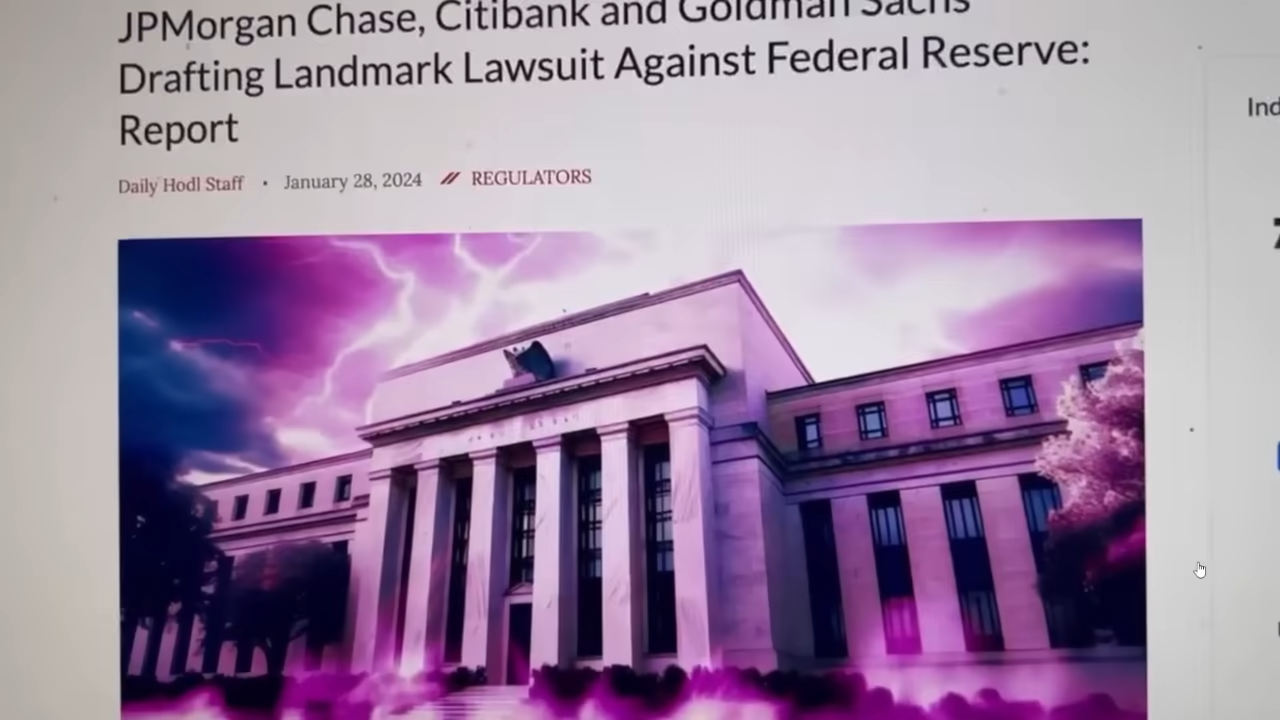 JPMorgan Chase, Citibank and Goldman Sachs
Drafting Landmark Lawsuit Against Federal Reserve:
Report
Daily Hodl Staff • January 28, 2024 REGULATORS
Ind